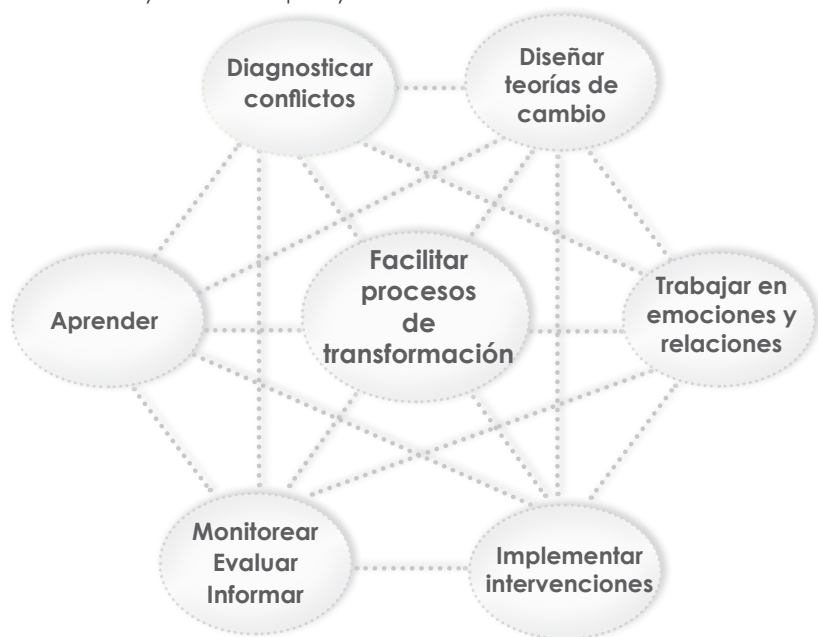 Diagnosticar
conflictos
Diseñar
teorías de
cambio
Facilitar
procesos
de
transformación
Aprender
Trabajar en
emociones y
relaciones
Monitorear
Evaluar
Informar
Implementar
intervenciones